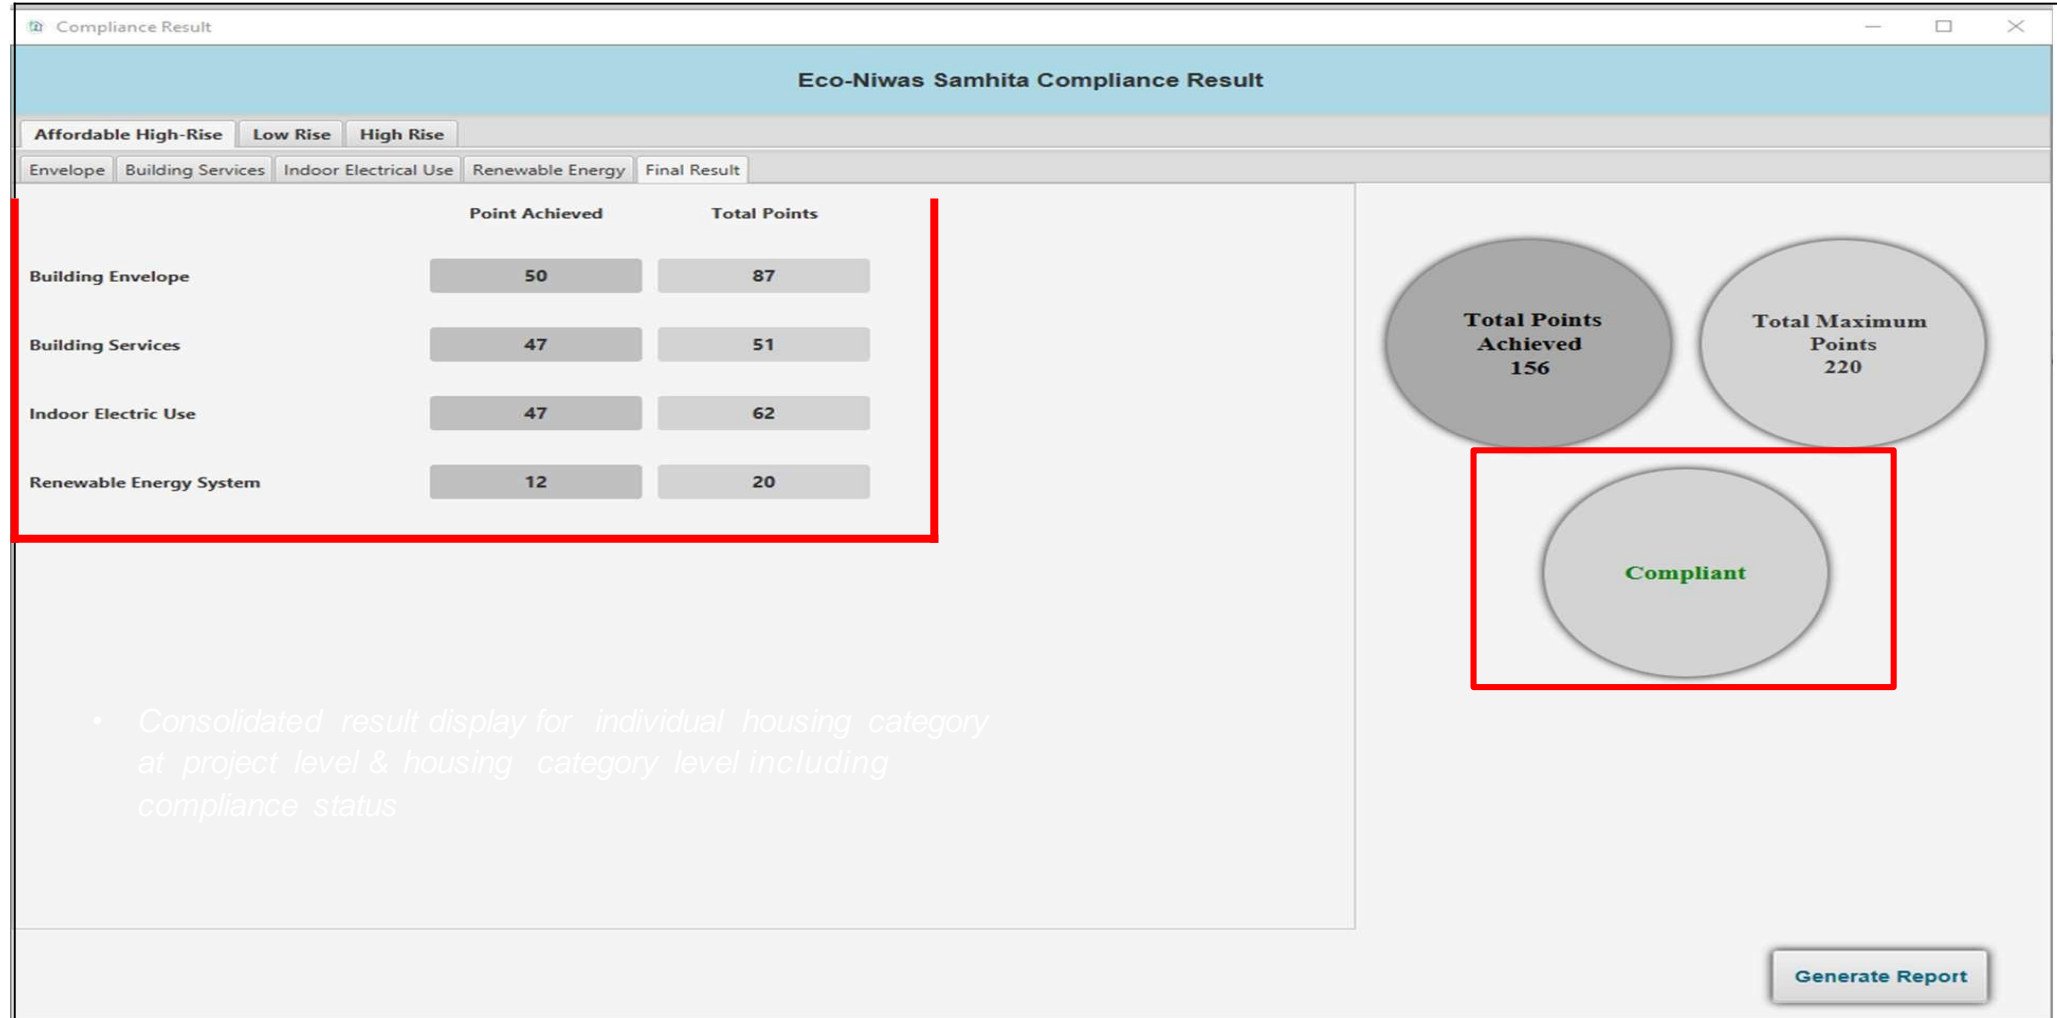 Compliance Result
Eco-Niwas Samhita Compliance Result
Affordable High-Rise Low Rise High Rise
Envelope Building Services Indoor Electrical Use Renewable Energy Final Result
Point Achieved Total Points
Building Envelope 50 87
Building Services 47 51
Indoor Electric Use 47 62
Renewable Energy System 12 20
Total Points
Achieved
156
Total Maximum
Points
220
Compliant
• Consolidated result display for individual housing category
at project level & housing category level including
compliance status
Generate Report